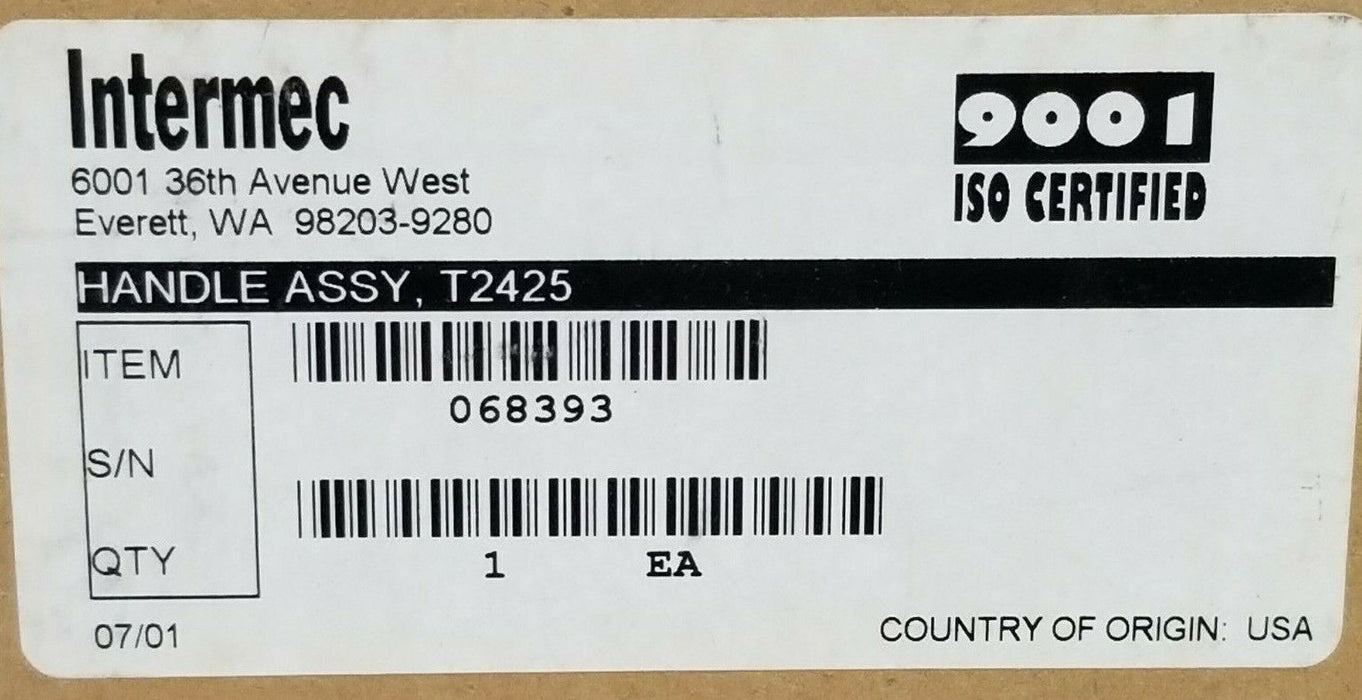 Intermec
6001 36th Avenue West
Everett, WA 98203-9280
9001
ISO CERTIFIED
HANDLE ASSY, T2425
ITEM
068393
S/N
QTY
1 EA
07/01
COUNTRY OF ORIGIN: USA